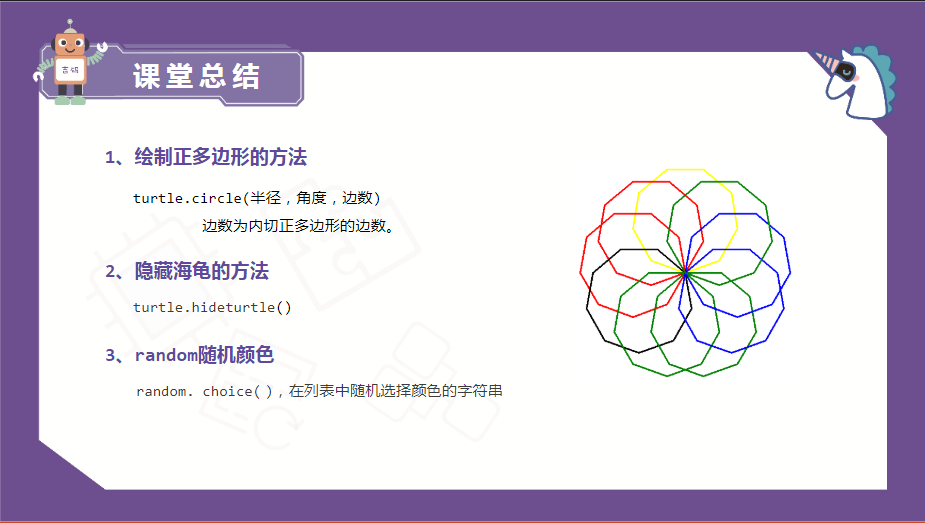 课堂总结
1、绘制正多边形的方法
turtle.circle(半径，角度，边数)
边数为内切正多边形的边数。
2、隐藏海龟的方法
turtle.hideturtle()
3、random随机颜色
random. choice( )，在列表中随机选择颜色的字符串